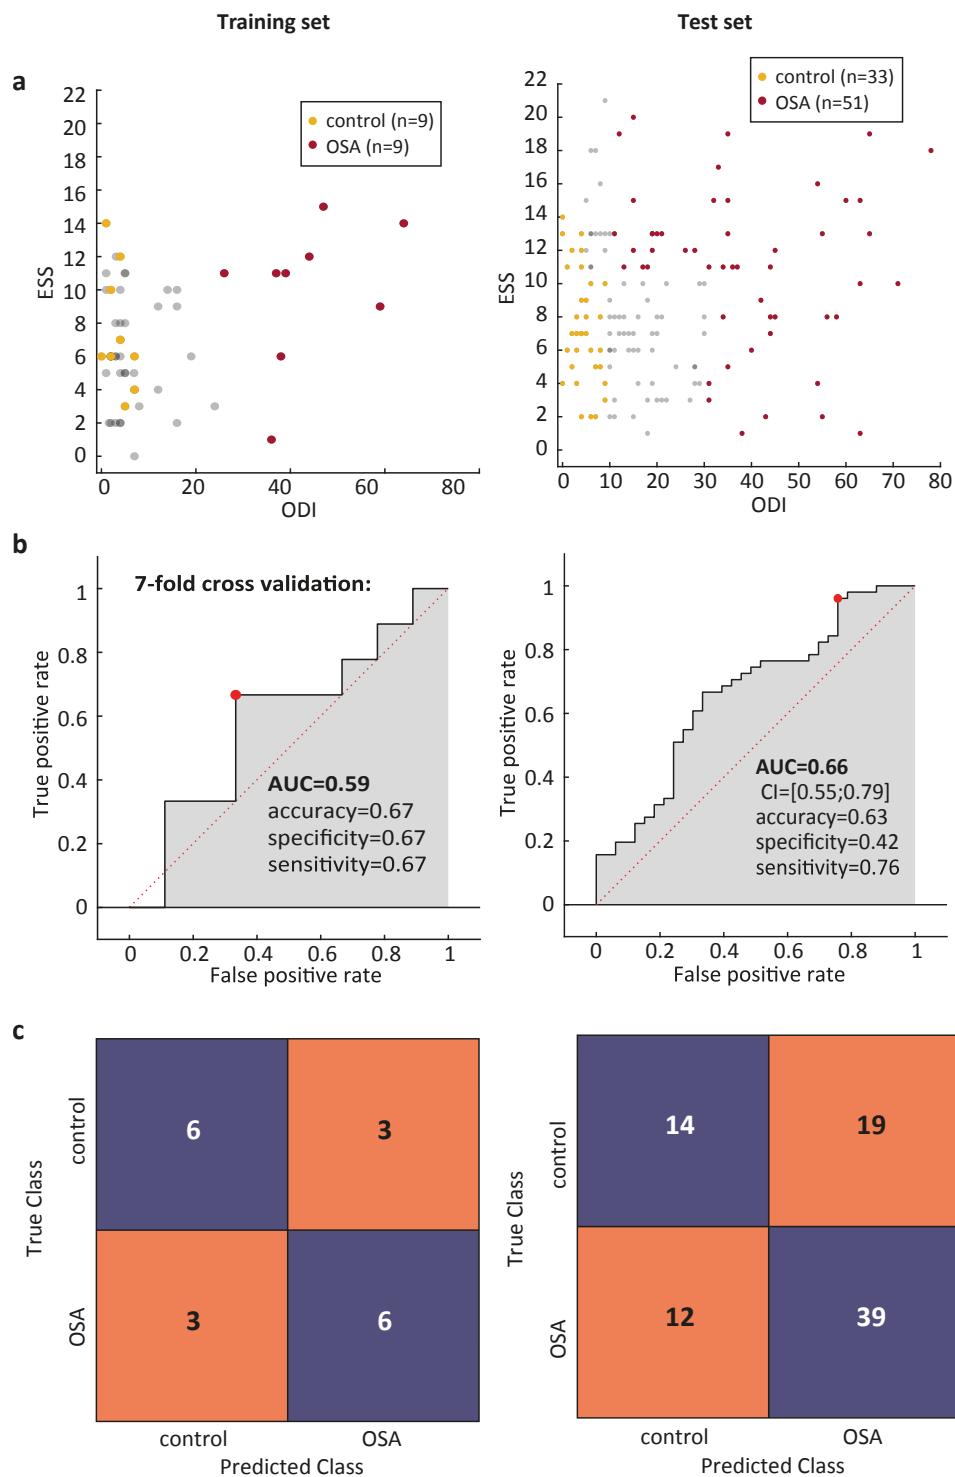 Training set
Test set
a
22
20
18
16
14
12
10
8
6
4
2
0
ESS
control (n=9)
OSA (n=9)
0
20
40
60
80
ODI
22
20
18
16
14
12
10
8
6
4
2
0
ESS
control (n=33)
OSA (n=51)
0
10
20
30
40
50
60
70
80
ODI
b
7-fold cross validation:
1
0.8
0.6
0.4
0.2
0
True positive rate
AUC=0.59
accuracy=0.67
specificity=0.67
sensitivity=0.67
0
0.2
0.4
0.6
0.8
1
False positive rate
1
0.8
0.6
0.4
0.2
0
True positive rate
AUC=0.66
CI=[0.55;0.79]
accuracy=0.63
specificity=0.42
sensitivity=0.76
0
0.2
0.4
0.6
0.8
1
False positive rate
c
True Class
control
OSA
6
3
3
6
control
OSA
Predicted Class
True Class
control
OSA
14
19
12
39
control
OSA
Predicted Class